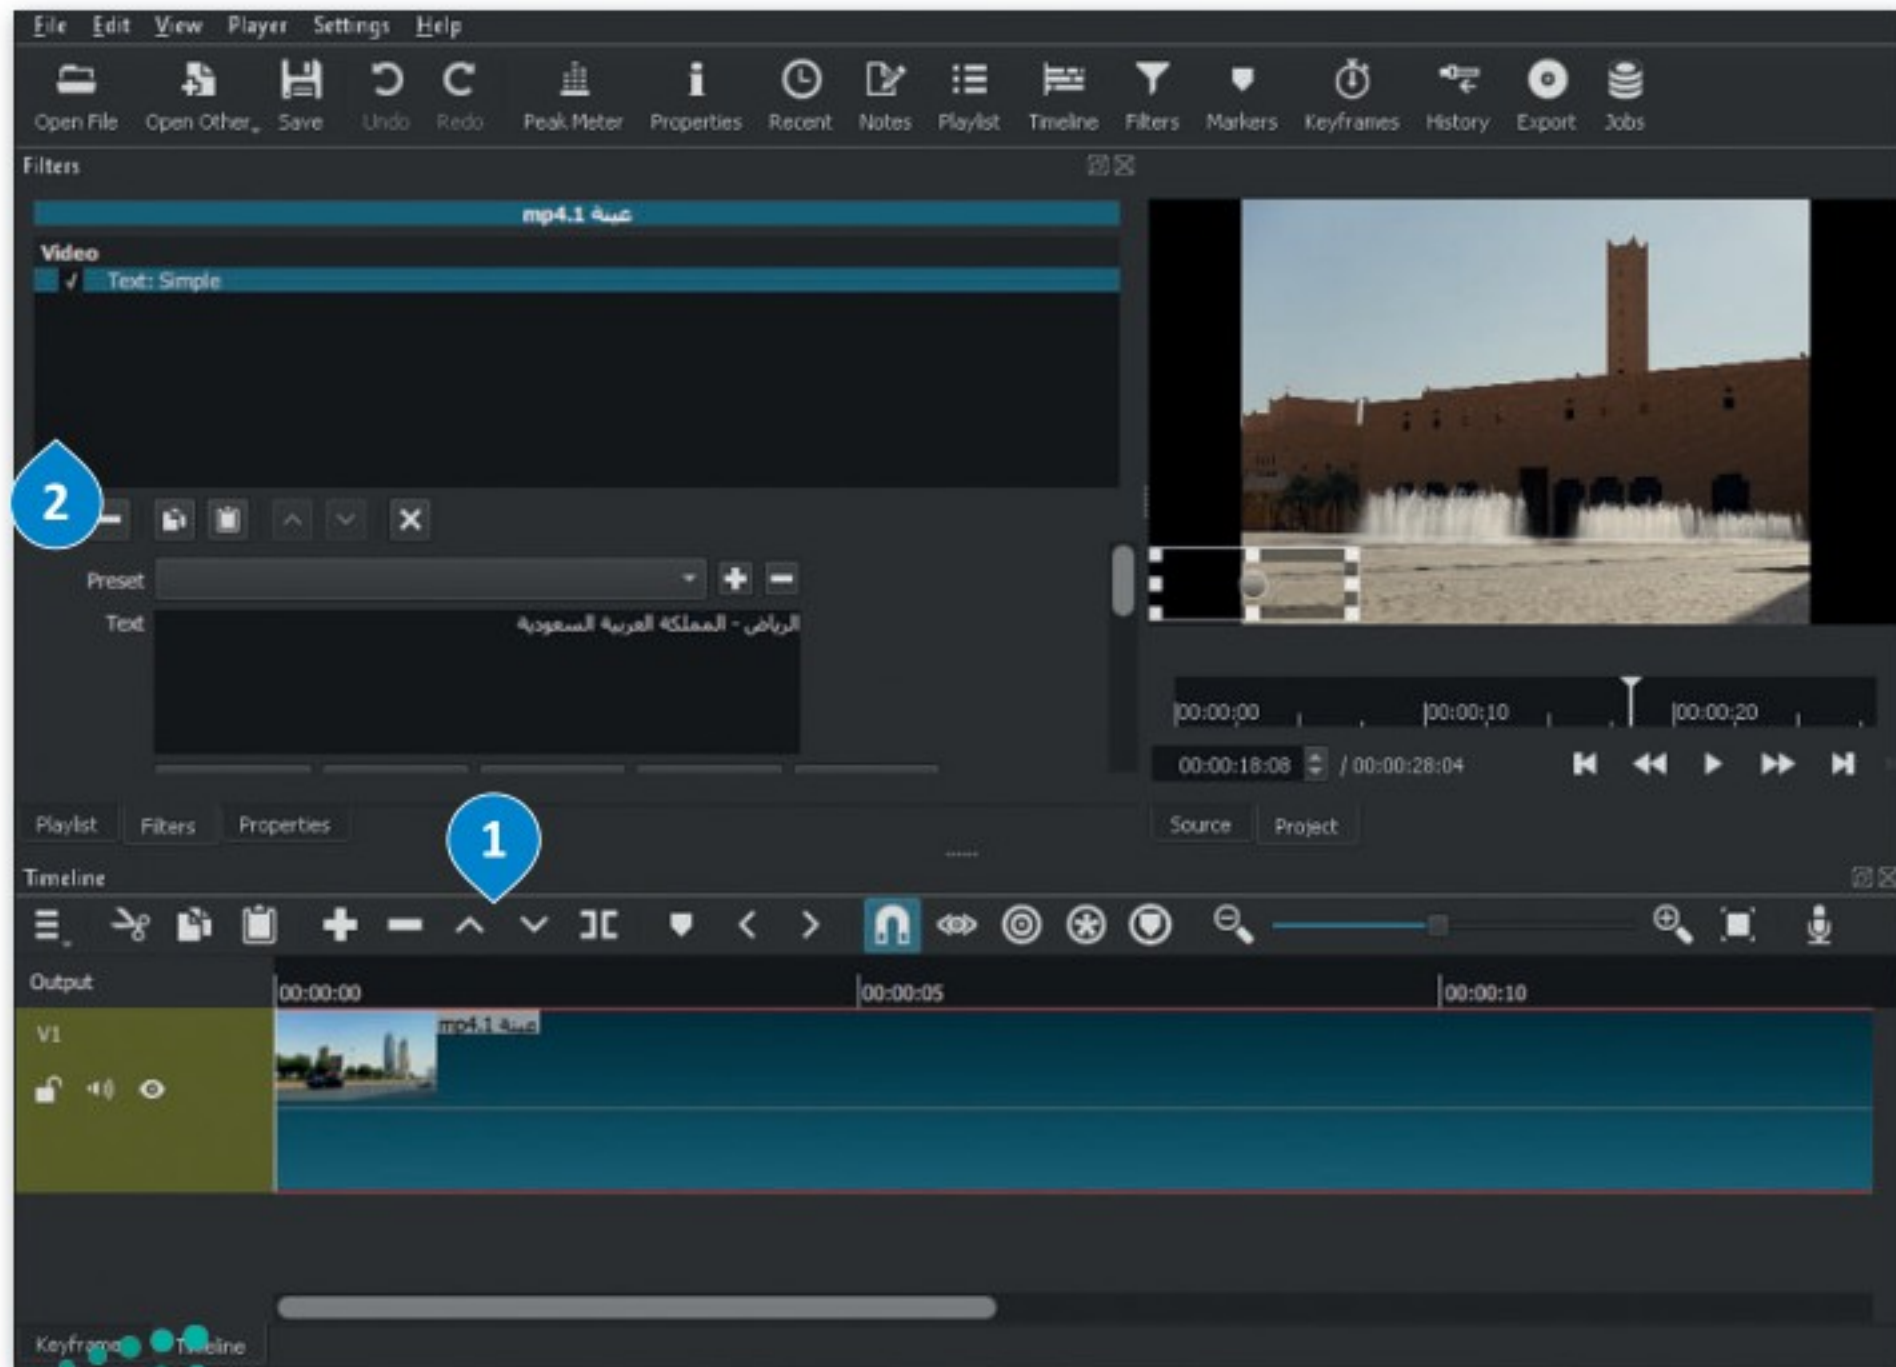 File Edit View Player Settings Help
Open File Open Other Save Undo Redo Peak Meter Properties Recent Notes Playlist Timeline Filters Markers Keyframes History Export Jobs
Filters
عينة mp4.1
Video
✓ Text: Simple
2
Preset
Text
الرياض - المملكة العربية السعودية
00:00:00 00:00:10 00:00:20
00:00:18:08 / 00:00:28:04
Playlist Filters Properties
1
Source Project
Timeline
Output
00:00:00 00:00:05 00:00:10
V1
عينة mp4.1